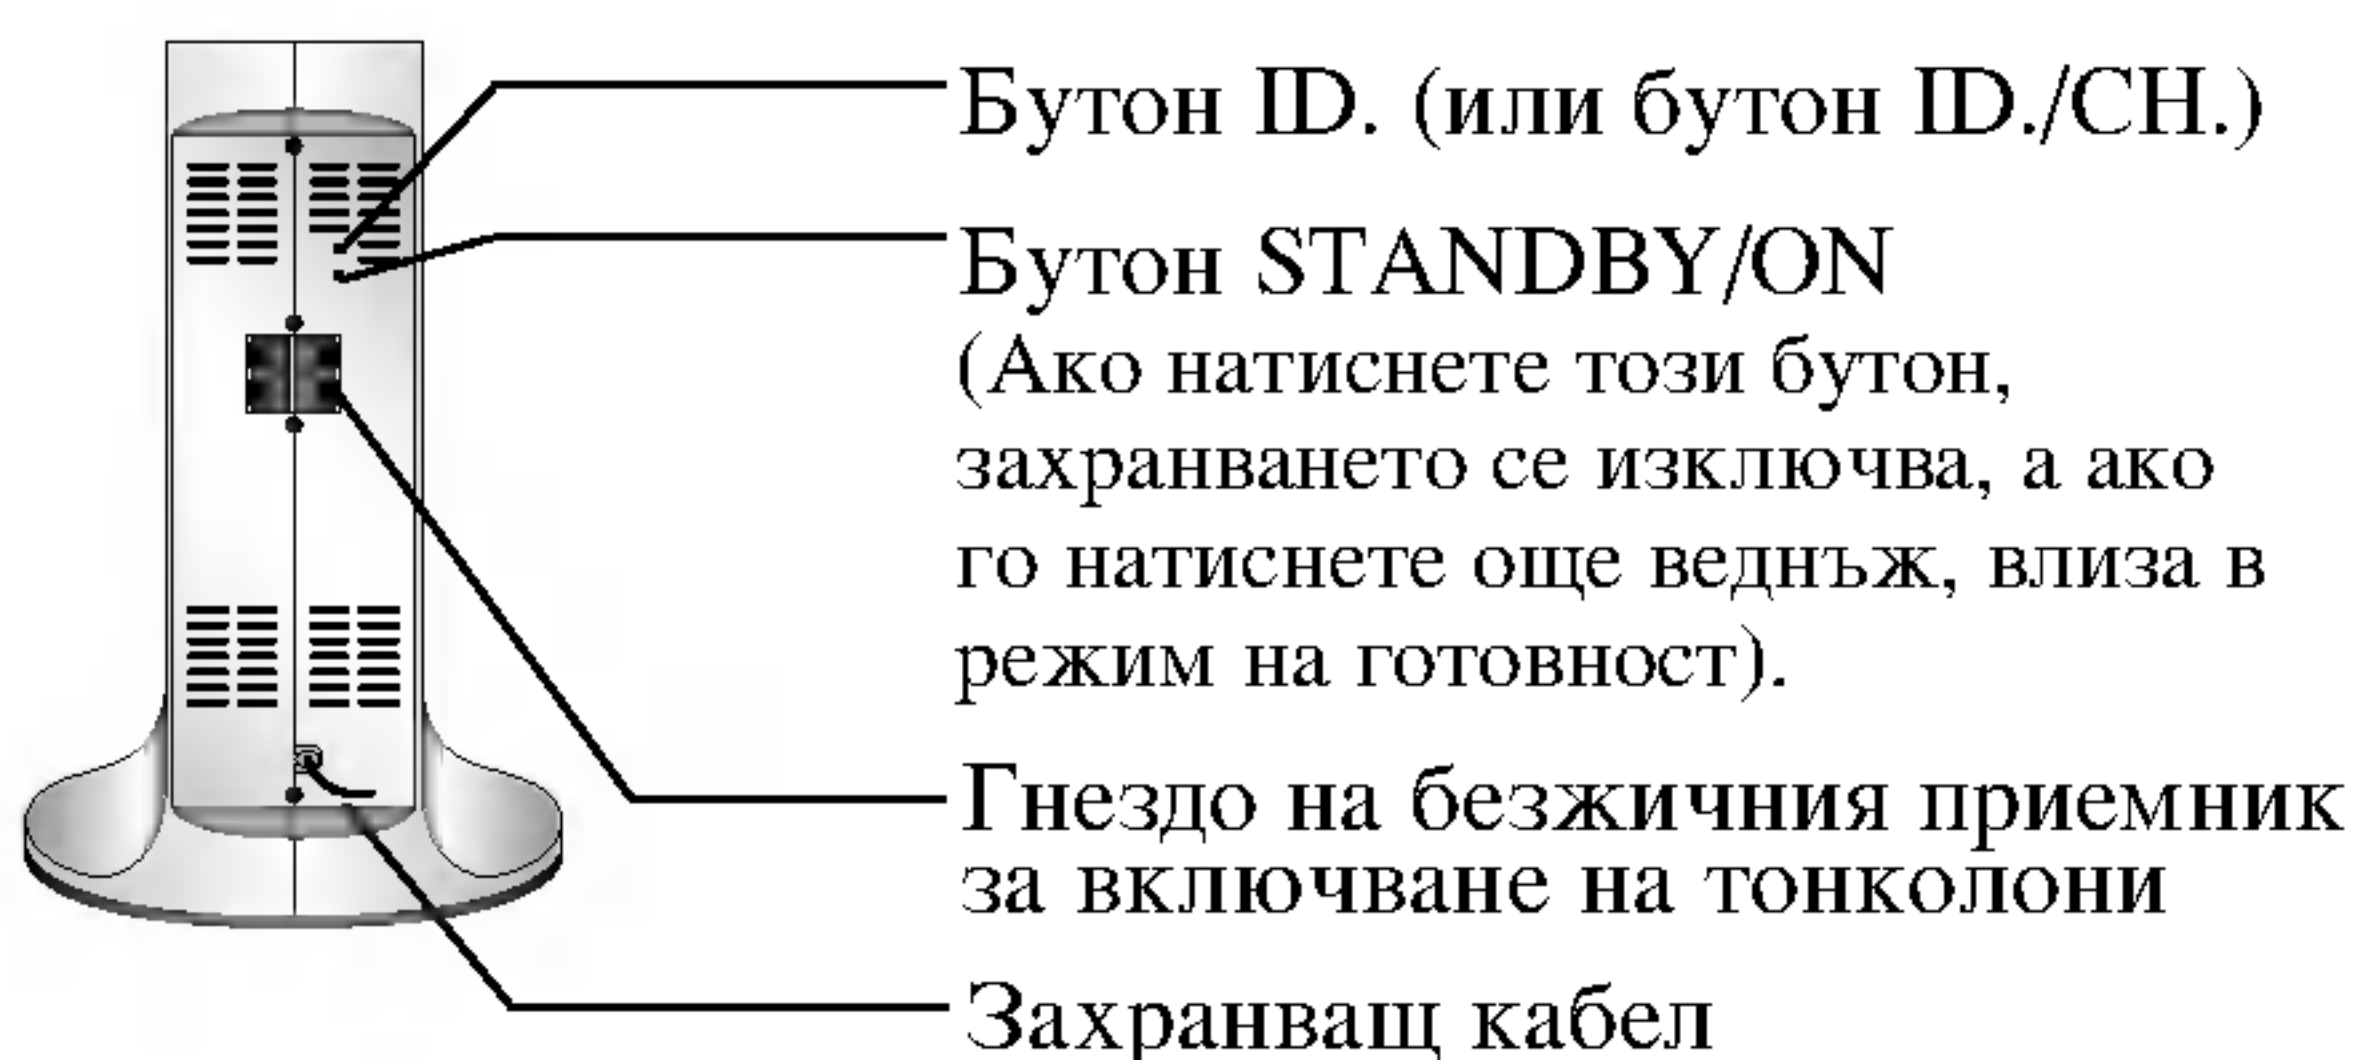 Бутон ID. (или бутон ID./CH.)
Бутон STANDBY/ON
(Ако натиснете този бутон,
захранването се изключва, а ако
го натиснете още веднъж, влиза в
режим на готовност).
Гнездо на безжичния приемник
за включване на тонколони
Захранващ кабел